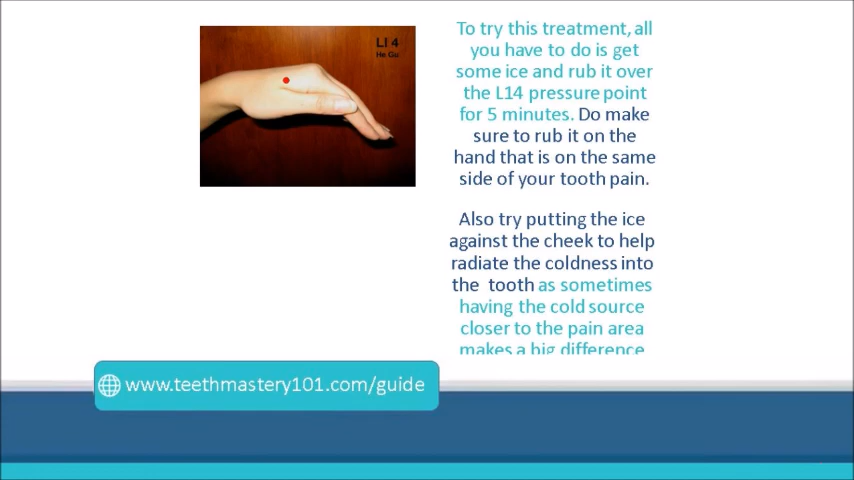 LI 4
He Gu
To try this treatment, all
you have to do is get
some ice and rub it over
the L14 pressure point
for 5 minutes. Do make
sure to rub it on the
hand that is on the same
side of your tooth pain.
Also try putting the ice
against the cheek to help
radiate the coldness into
the tooth as sometimes
having the cold source
closer to the pain area
makes a big difference
www.teethmastery101.com/guide